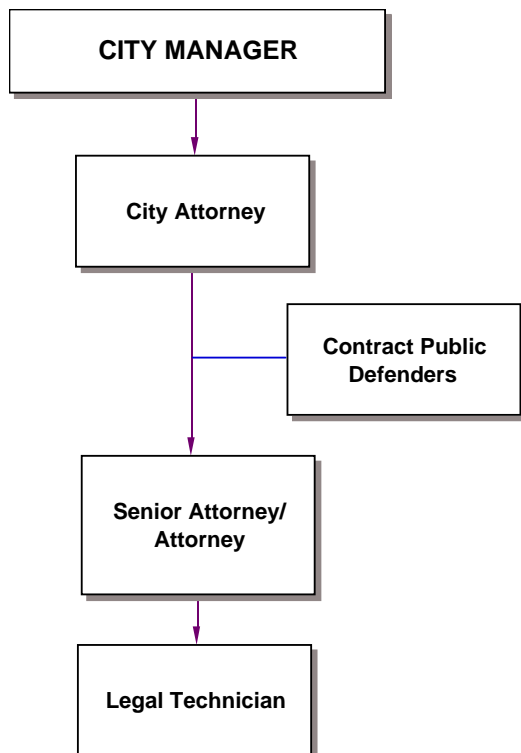 CITY MANAGER
City Attorney
Contract Public
Defenders
Senior Attorney/
Attorney
Legal Technician